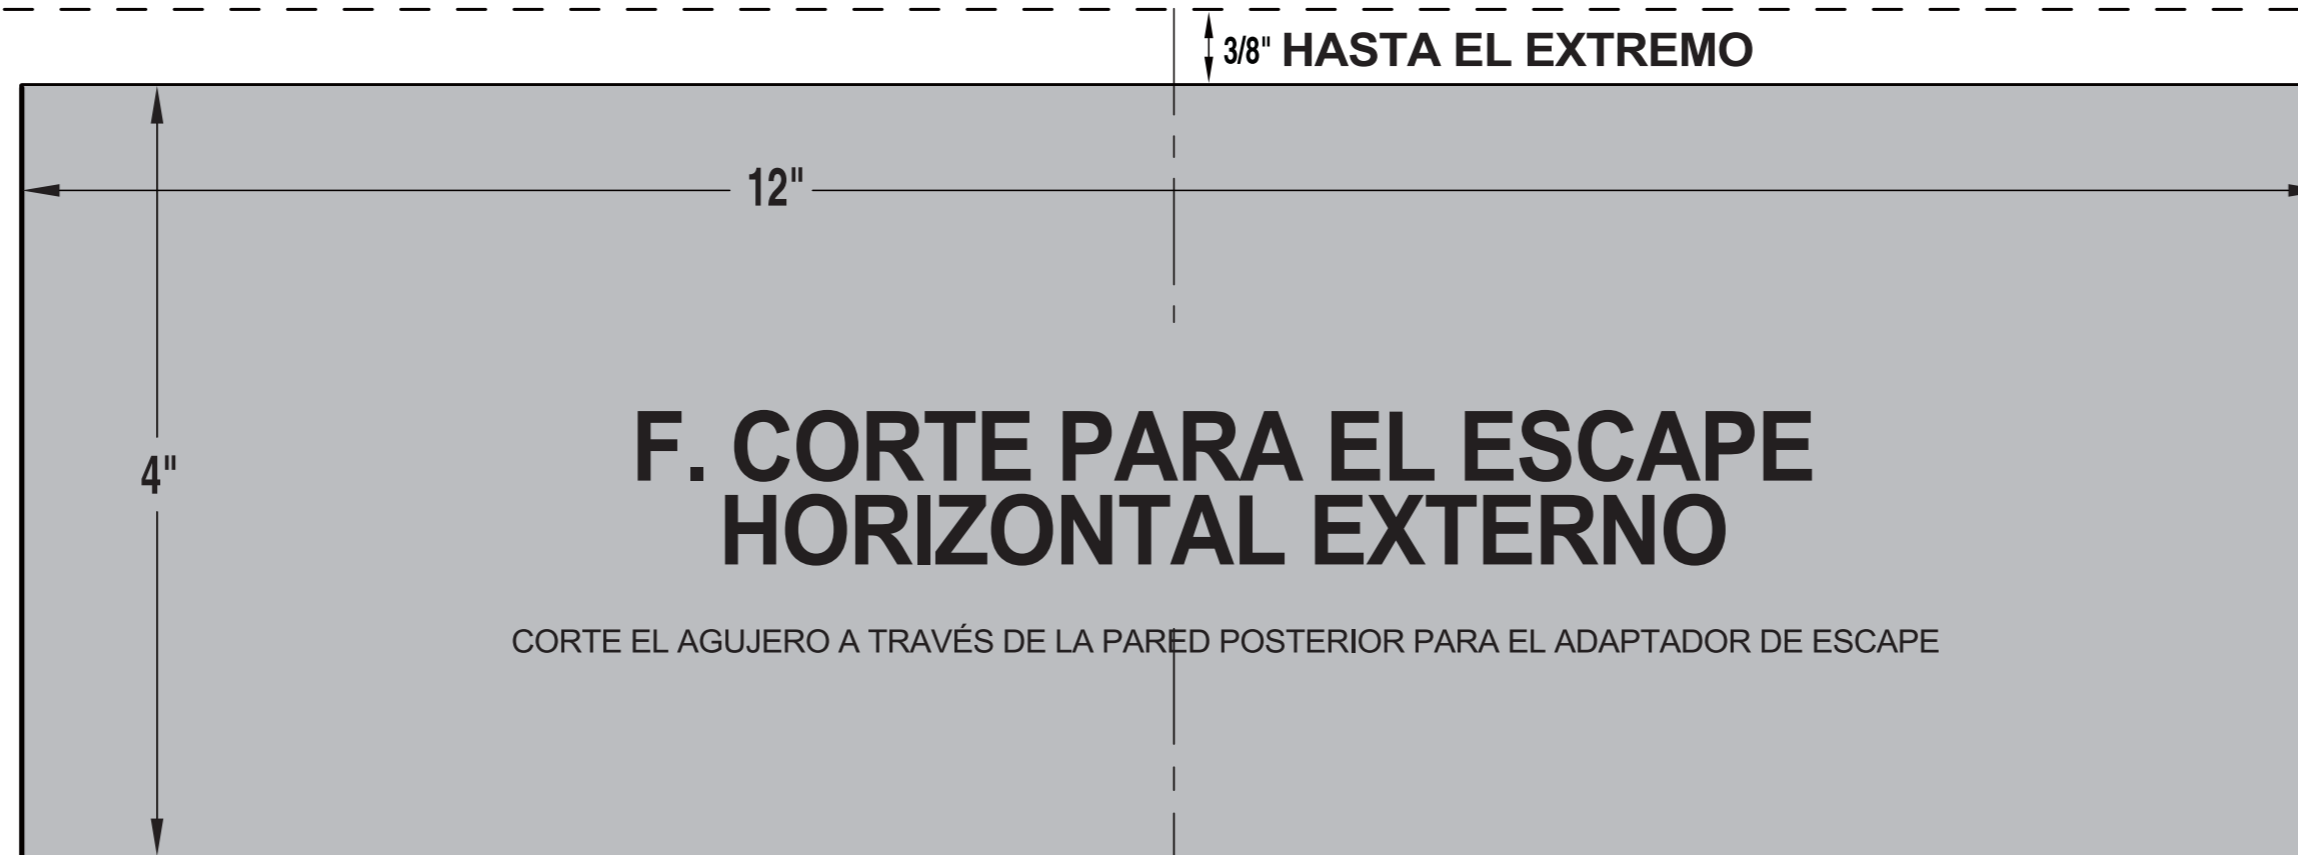 3/8" HASTA EL EXTREMO
12"
4"
F. CORTE PARA EL ESCAPE
HORIZONTAL EXTERNO
CORTE EL AGUJERO A TRAVÉS DE LA PARED POSTERIOR PARA EL ADAPTADOR DE ESCAPE